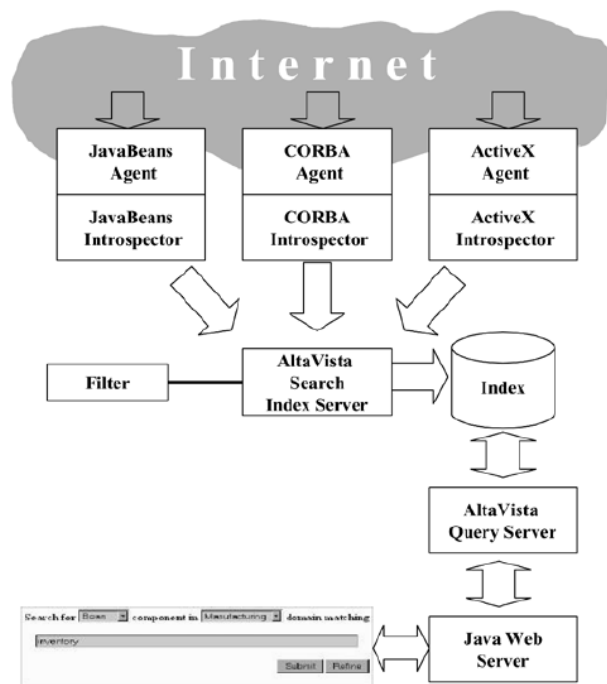 Internet
JavaBeans
Agent
CORBA
Agent
ActiveX
Agent
JavaBeans
Introspector
CORBA
Introspector
ActiveX
Introspector
Filter
AltaVista
Search
Index Server
Index
AltaVista
Query Server
Search for Bean component in Manufacturing domain matching
inventory
Submit Refine
Java Web
Server